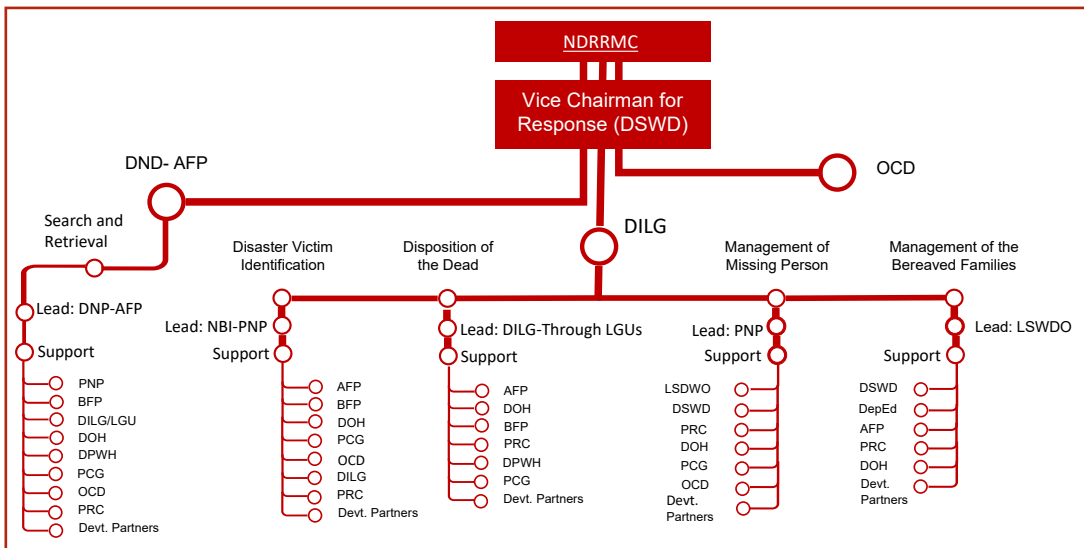 NDRRMC
Vice Chairman for
Response (DSWD)
DND- AFP
OCD
DILG
Search and
Retrieval
Lead: DNP-AFP
Support
PNP
BFP
DILG/LGU
DOH
DPWH
PCG
OCD
PRC
Devt. Partners
Disaster Victim
Identification
Lead: NBI-PNP
Support
AFP
BFP
DOH
PCG
OCD
DILG
PRC
Devt. Partners
Disposition of
the Dead
Lead: DILG-Through LGUs
Support
AFP
DOH
BFP
PRC
DPWH
PCG
Devt. Partners
Management of
Missing Person
Lead: PNP
Support
LSDWO
DSWD
PRC
DOH
PCG
OCD
Devt.
Partners
Management of the
Bereaved Families
Lead: LSWDO
Support
DSWD
DepEd
AFP
PRC
DOH
Devt.
Partners